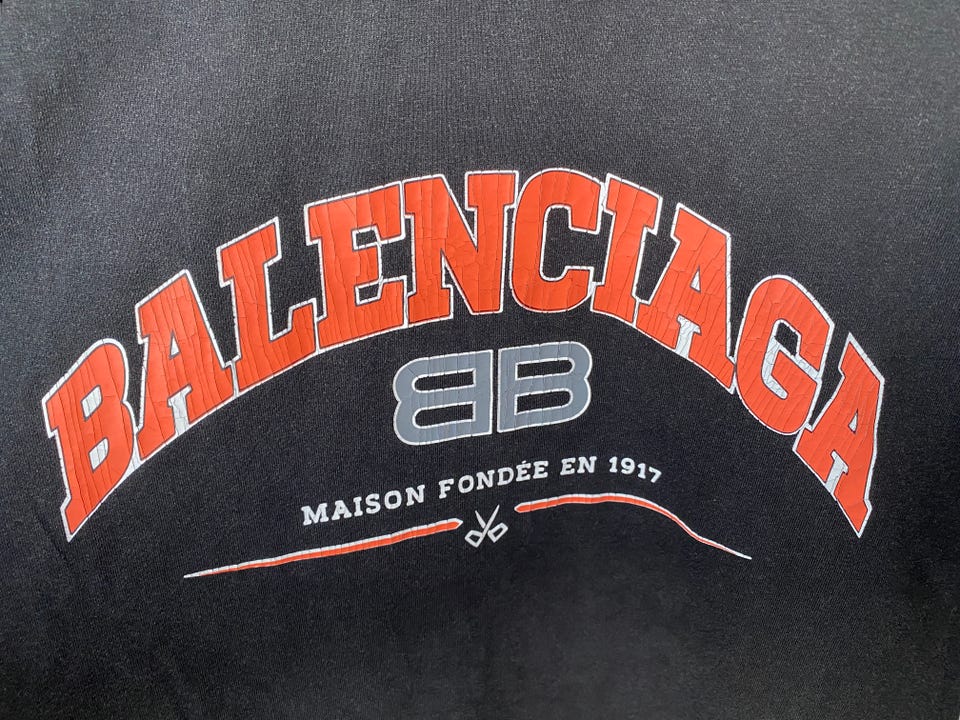 BALENCIAGA
BB
MAISON FONDÉE EN 1917